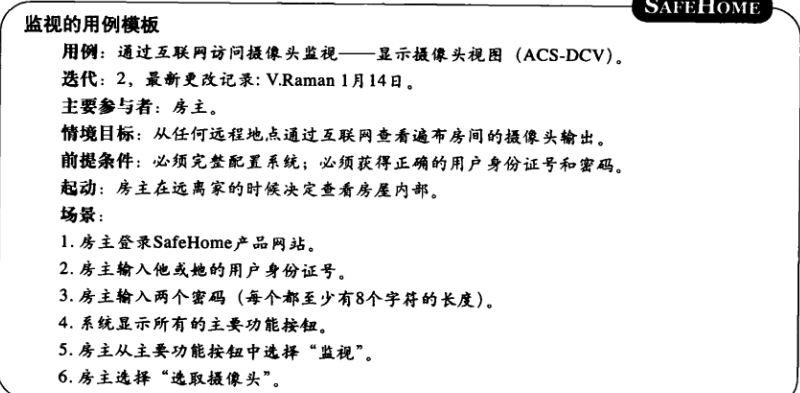 SAFEHOME
监视的用例模板
用例：通过互联网访问摄像头监视——显示摄像头视图（ACS-DCV）。
迭代：2，最新更改记录：V.Raman 1月14日。
主要参与者：房主。
情境目标：从任何远程地点通过互联网查看遍布房间的摄像头输出。
前提条件：必须完整配置系统；必须获得正确的用户身份证号和密码。
起动：房主在远离家的时候决定查看房屋内部。
场景：
1. 房主登录SafeHome产品网站。
2. 房主输入他或她的用户身份证号。
3. 房主输入两个密码（每个都至少有8个字符的长度）。
4. 系统显示所有的主要功能按钮。
5. 房主从主要功能按钮中选择“监视”。
6. 房主选择“选取摄像头”。